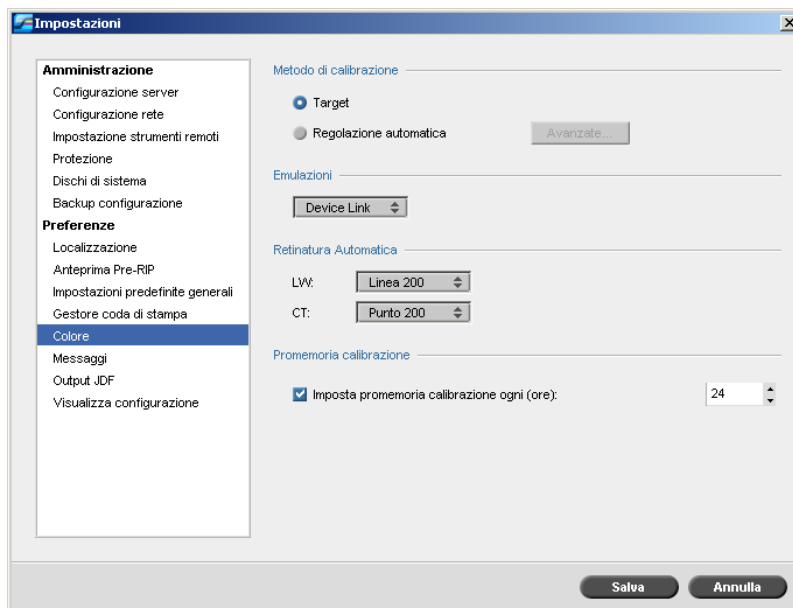 Impostazioni
Amministrazione
Configurazione server
Configurazione rete
Impostazione strumenti remoti
Protezione
Dischi di sistema
Backup configurazione
Preferenze
Localizzazione
Anteprima Pre-RIP
Impostazioni predefinite generali
Gestore coda di stampa
Colore
Messaggi
Output JDF
Visualizza configurazione
Metodo di calibrazione
Target
Regolazione automatica
Avanzate...
Emulazioni
Device Link
Retinatura Automatica
LW: Linea 200
CT: Punto 200
Promemoria calibrazione
Imposta promemoria calibrazione ogni (ore): 24
Salva Annulla